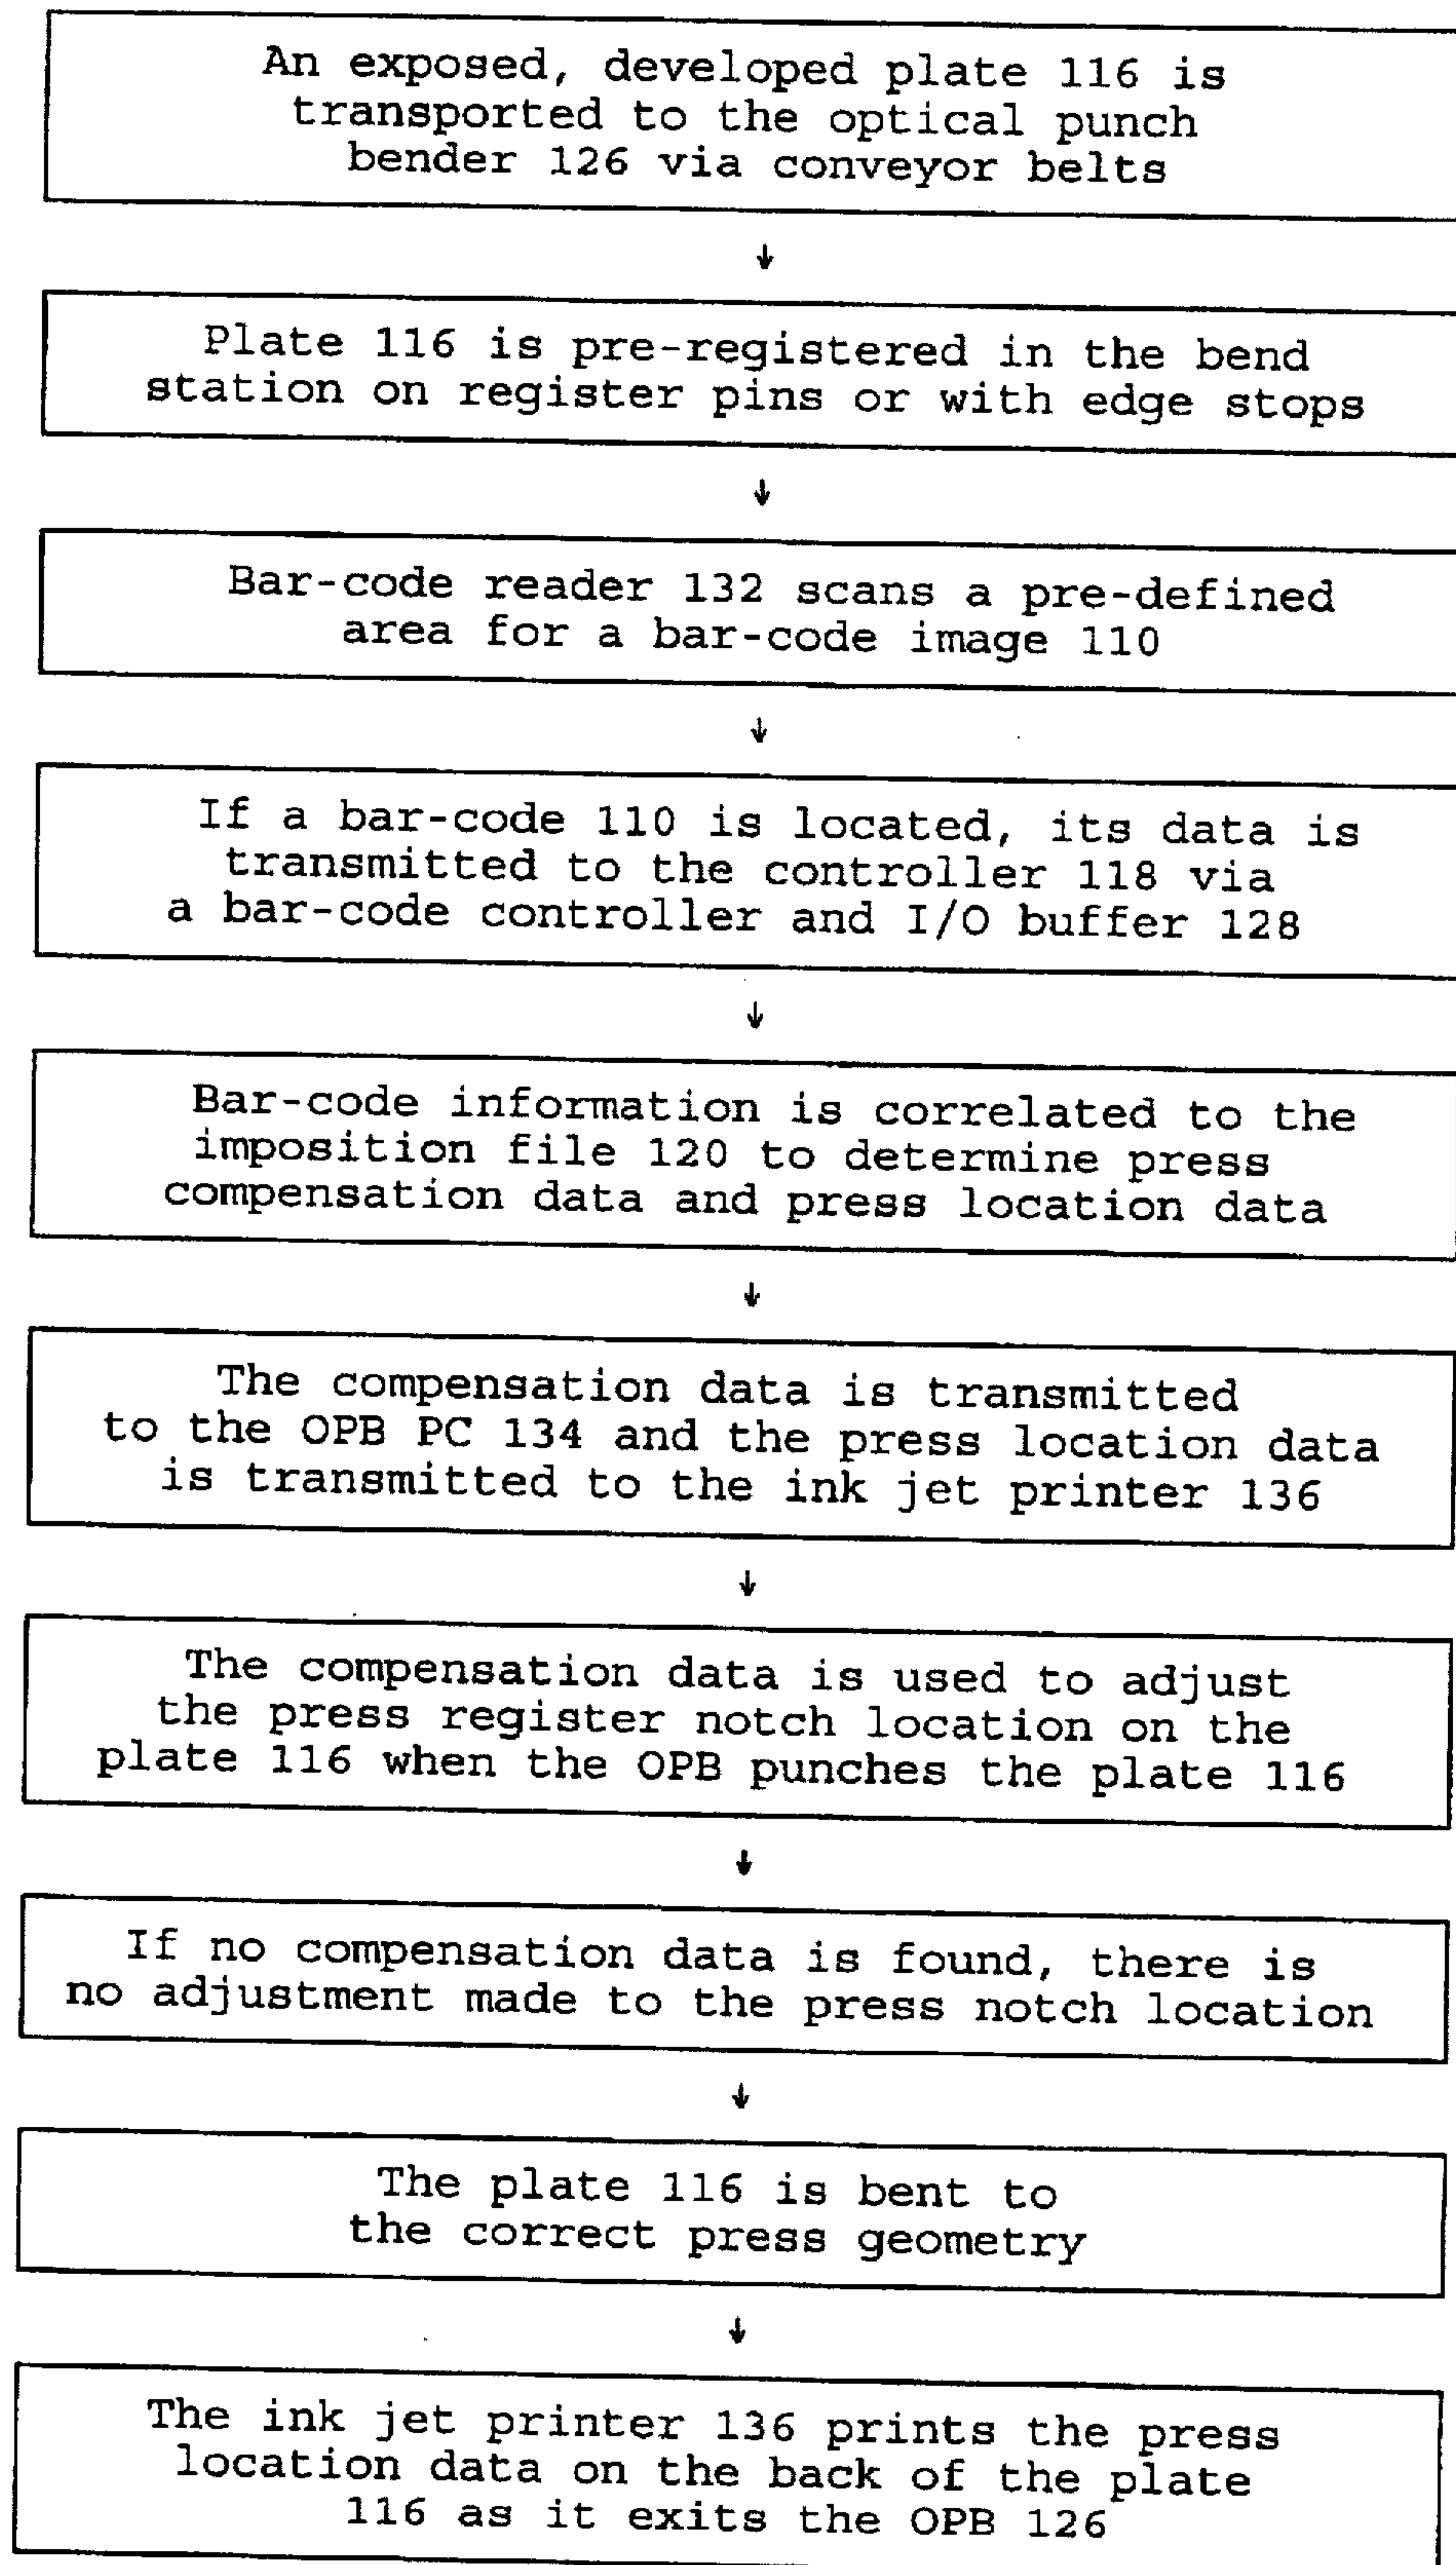 An exposed, developed plate 116 is
transported to the optical punch
bender 126 via conveyor belts
Plate 116 is pre-registered in the bend
station on register pins or with edge stops
Bar-code reader 132 scans a pre-defined
area for a bar-code image 110
If a bar-code 110 is located, its data is
transmitted to the controller 118 via
a bar-code controller and I/O buffer 128
Bar-code information is correlated to the
imposition file 120 to determine press
compensation data and press location data
The compensation data is transmitted
to the OPB PC 134 and the press location data
is transmitted to the ink jet printer 136
The compensation data is used to adjust
the press register notch location on the
plate 116 when the OPB punches the plate 116
If no compensation data is found, there is
no adjustment made to the press notch location
The plate 116 is bent to
the correct press geometry
The ink jet printer 136 prints the press
location data on the back of the plate
116 as it exits the OPB 126